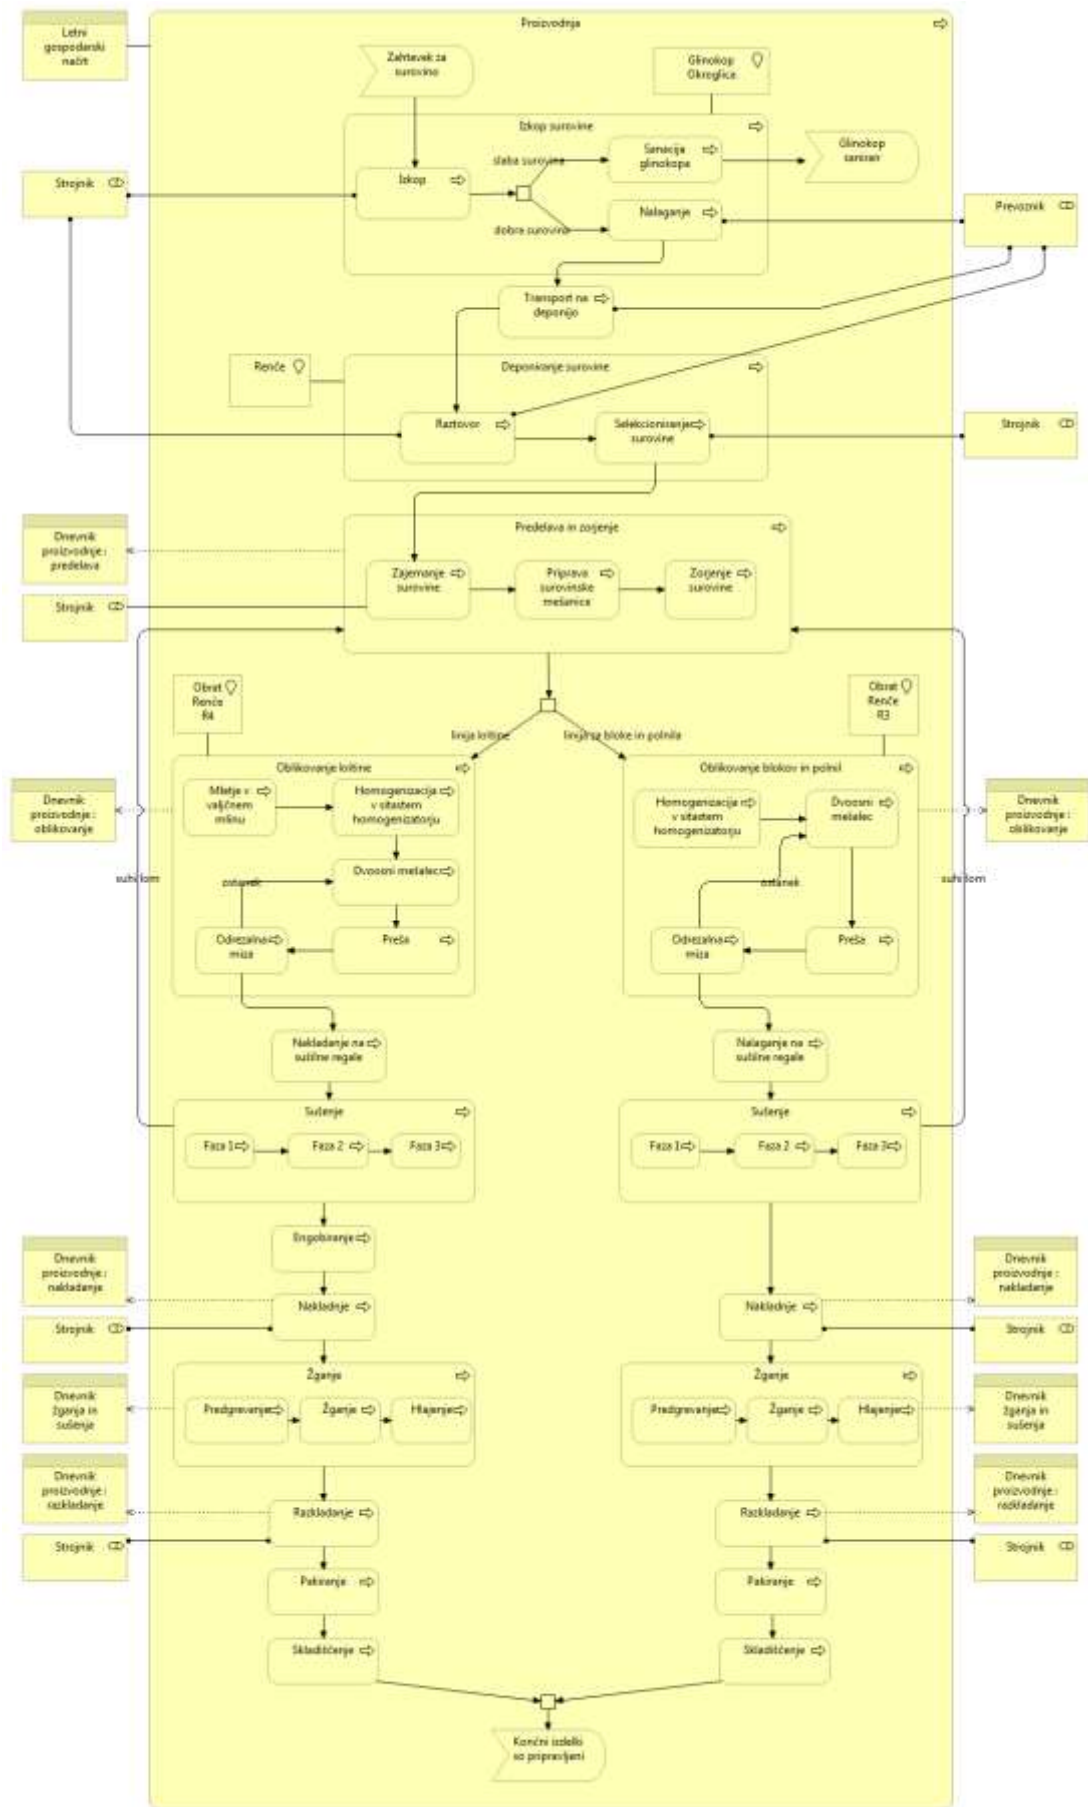 Letni
gospodarski
načrt
Proizvodnja
Zahtevek za
surovino
Glinokop
Okroglica
Izkop surovine
slaba surovina
Sanacija
glinokopa
Glinokop
saniran
Strojnik
Izkop
dobra surovina
Nalaganje
Prevoznik
Transport na
deponijo
Renče
Deponiranje surovine
Raztovor
Selekcioniranje
surovine
Strojnik
Dnevnik
proizvodnje :
predelava
Predelava in zorjenje
Zajemanje
surovine
Priprava
surovinske
mešanice
Zorjenje
surovine
Strojnik
Obrat
Renče
R4
Obrat
Renče
R3
linija kritine
linija za bloke in polnila
Oblikovanje kritine
Oblikovanje blokov in polnil
Dnevnik
proizvodnje :
oblikovanje
Mletje v
valjčnem
mlinu
Homogenizacija
v sitastem
homogenizatorju
Homogenizacija
v sitastem
homogenizatorju
Dvoosni
mešalec
Dnevnik
proizvodnje :
oblikovanje
suhi lom
ostanek
Dvoosni mešalec
ostanek
suhi lom
Odrezalna
miza
Preša
Odrezalna
miza
Preša
Nakladanje na
sušilne regale
Nalaganje na
sušilne regale
Sušenje
Sušenje
Faza 1
Faza 2
Faza 3
Faza 1
Faza 2
Faza 3
Engobiranje
Dnevnik
proizvodnje :
nakladanje
Nakladnje
Nakladnje
Dnevnik
proizvodnje :
nakladanje
Strojnik
Strojnik
Žganje
Žganje
Dnevnik
žganja in
sušenja
Predgrevanje
Žganje
Hlajenje
Predgrevanje
Žganje
Hlajenje
Dnevnik
žganja in
sušenja
Dnevnik
proizvodnje :
razkladanje
Razkladanje
Razkladanje
Dnevnik
proizvodnje :
razkladanje
Strojnik
Strojnik
Pakiranje
Pakiranje
Skladiščenje
Skladiščenje
Končni izdelki
so pripravljeni